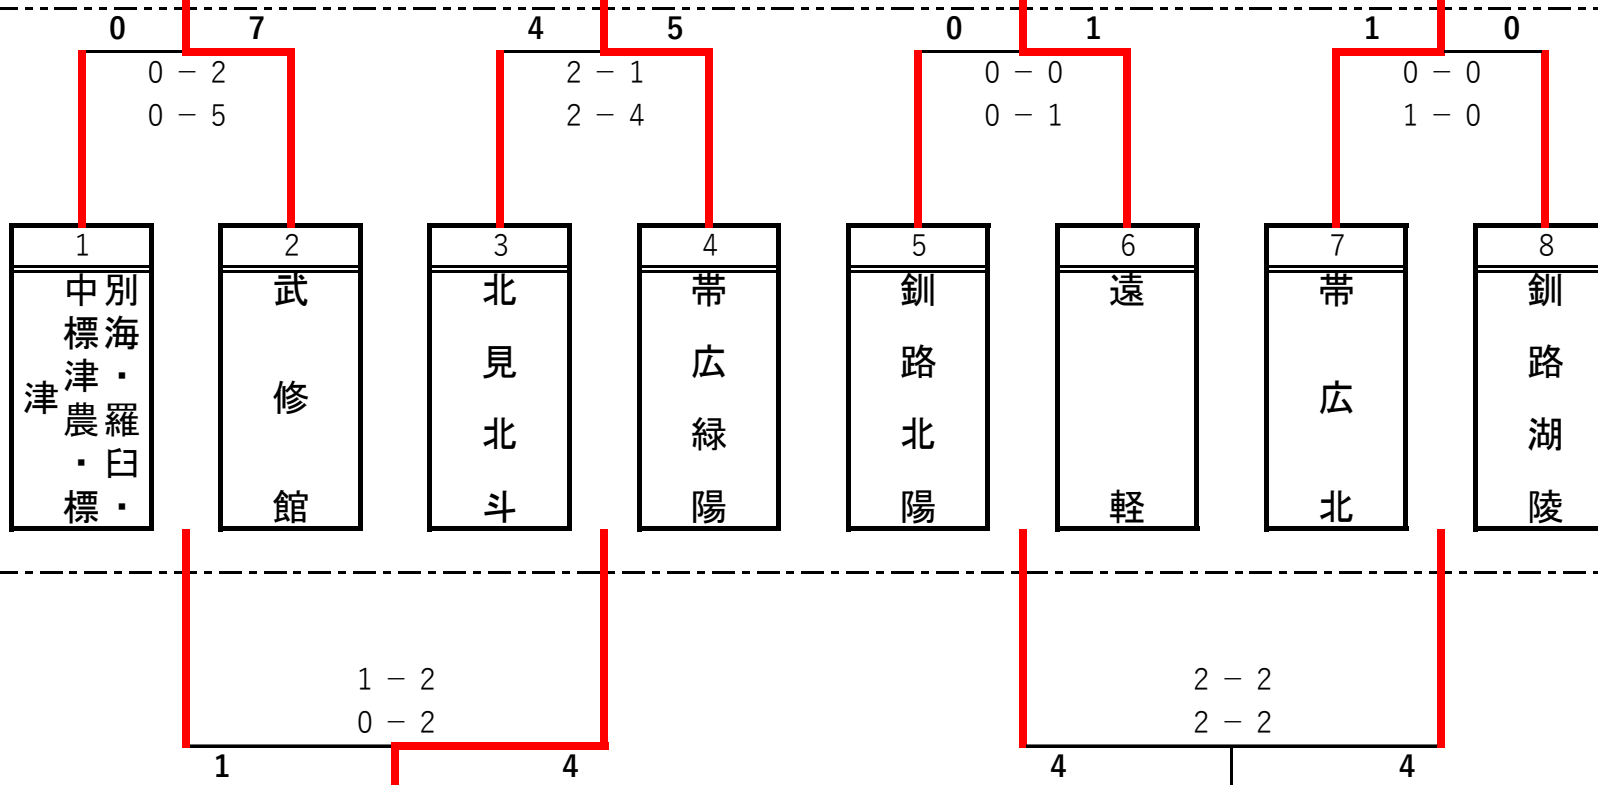 0 7 4 5 0 1 1 0
0 － 2 2 － 1 0 － 0 0 － 0
0 － 5 2 － 4 0 － 1 1 － 0
1 2 3 4 5 6 7 8
別海・羅臼・
中標津農・標
津
武修館
北見北斗
帯広緑陽
釧路北陽
遠軽
帯広北
釧路湖陵
1 － 2 2 － 2
0 － 2 2 － 2
1 4 4 4